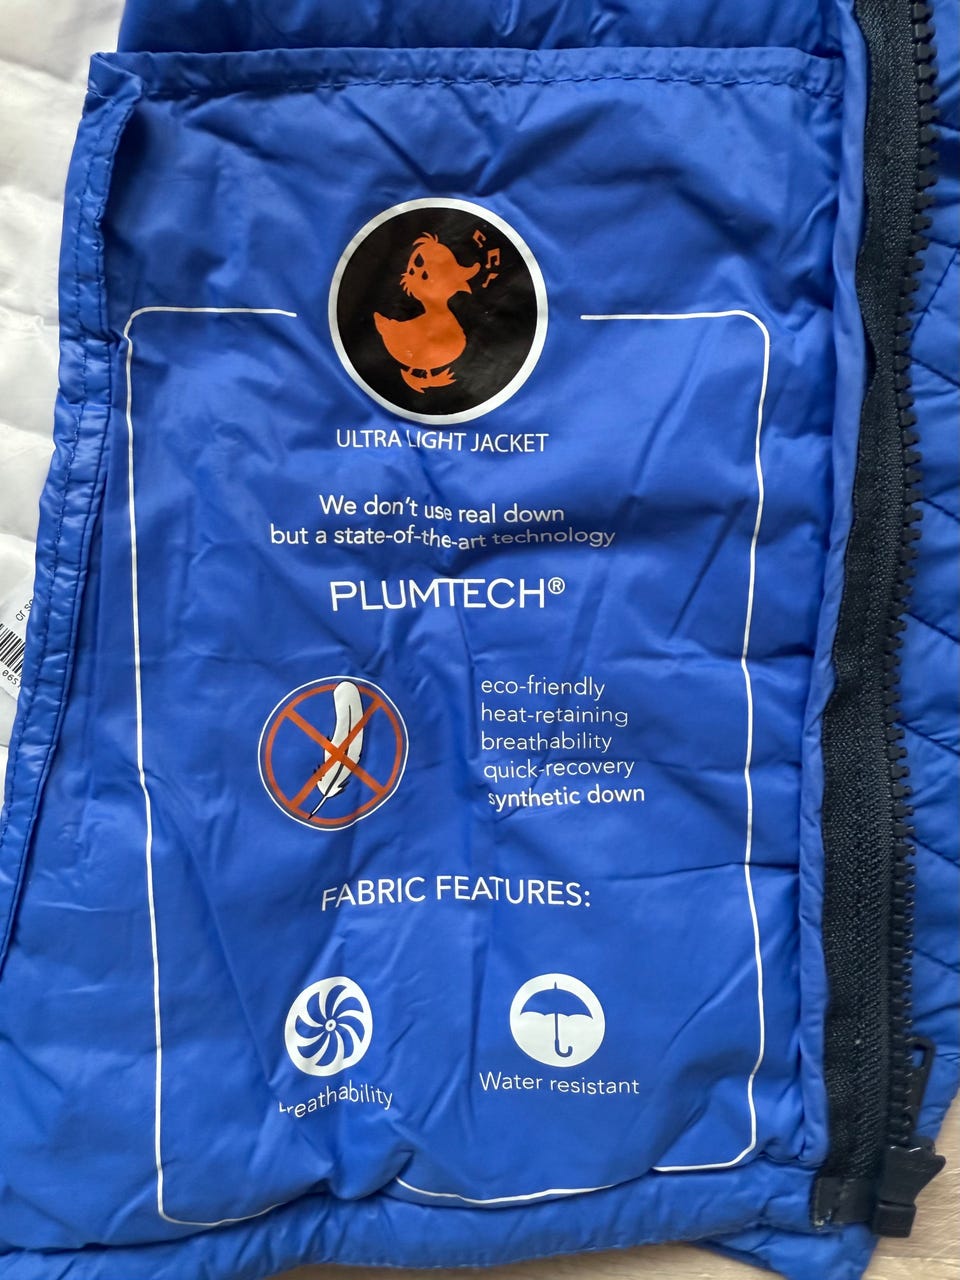 ULTRA LIGHT JACKET
We don't use real down
but a state-of-the-art technology
PLUMTECH®
eco-friendly
heat-retaining
breathability
quick-recovery
synthetic down
FABRIC FEATURES:
Breathability
Water resistant